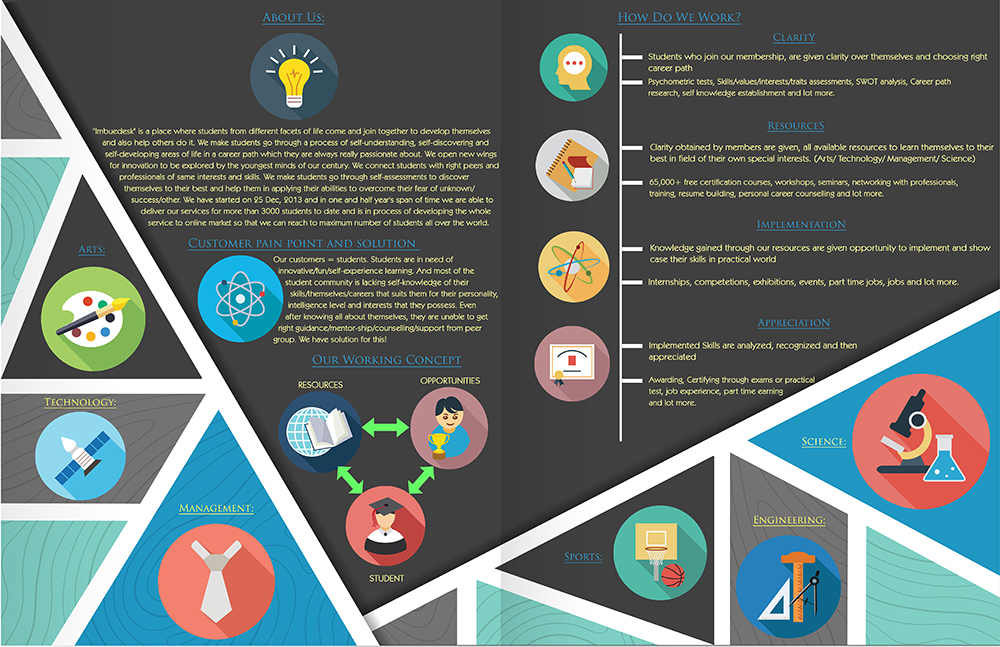 About Us:
"Imbuedesk" is a place where students from different facets of life come and join together to develop themselves
and also help others do it. We make students go through a process of self-understanding, self-discovering and
self-developing areas of life in a career path which they are always really passionate about. We open new wings
for innovation to be explored by the youngest minds of our century. We connect students with right peers and
professionals of same interests and skills. We make students go through self-assessments to discover
themselves to their best and help them in applying their abilities to overcome their fear of unknown/
success/other. We have started on 25 Dec, 2013 and in one and half year's span of time we are able to
deliver our services for more than 3000 students to date and is in process of developing the whole
service to online market so that we can reach to maximum number of students all over the world.
Customer pain point and solution
Our customers = students. Students are in need of
innovative/fun/self-experience learning. And most of the
student community is lacking self-knowledge of their
skills/themselves/careers that suits them for their personality,
intelligence level and interests that they possess. Even
after knowing all about themselves, they are unable to get
right guidance/mentor-ship/counselling/support from peer
group. We have solution for this!
Our Working Concept
RESOURCES
OPPORTUNITIES
STUDENT
Arts:
Technology:
Management:
How Do We Work?
Clarity
Students who join our membership, are given clarity over themselves and choosing right
career path
Psychometric tests, Skills/values/interests/traits assessments, SWOT analysis, Career path
research, self knowledge establishment and lot more.
Resources
Clarity obtained by members are given, all available resources to learn themselves to their
best in field of their own special interests. (Arts/ Technology/ Management/ Science)
65,000+ free certification courses, workshops, seminars, networking with professionals,
training, resume building, personal career counselling and lot more.
Implementation
Knowledge gained through our resources are given opportunity to implement and show
case their skills in practical world
Internships, competetions, exhibitions, events, part time jobs, jobs and lot more.
Appreciation
Implemented Skills are analyzed, recognized and then
appreciated
Awarding, Certifying through exams or practical
test, job experience, part time earning
and lot more.
Science:
Sports:
Engineering: